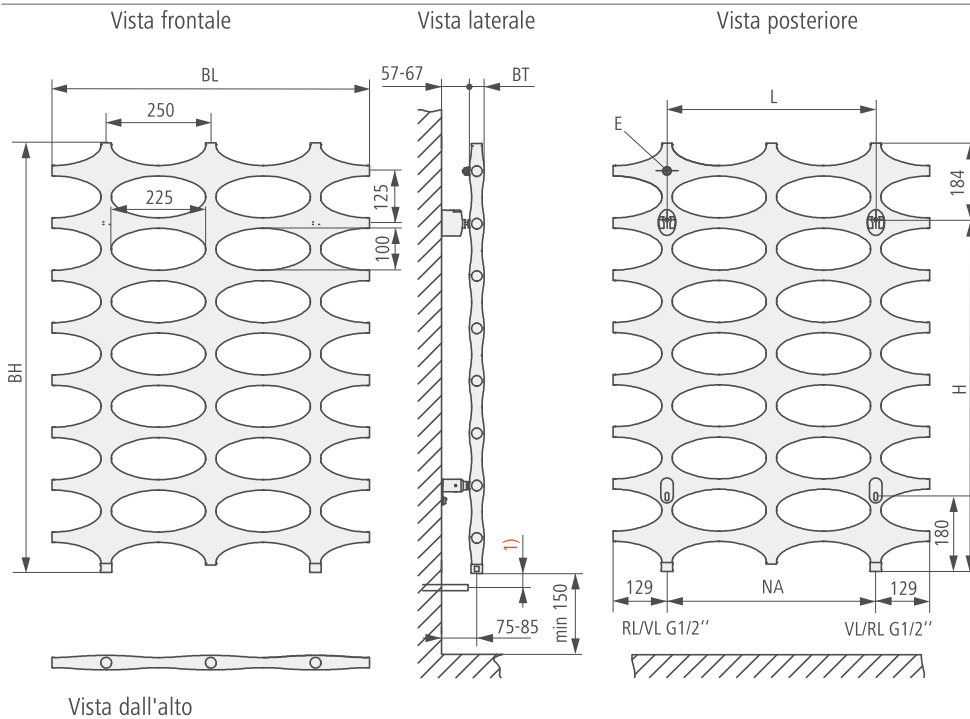 Vista frontale
Vista laterale
Vista posteriore
BL
250
225
125
100
BH
57-67
BT
1)
75-85
min 150
L
E
184
H
180
129
NA
129
RL/VL G1/2‘‘
VL/RL G1/2‘‘
Vista dall'alto